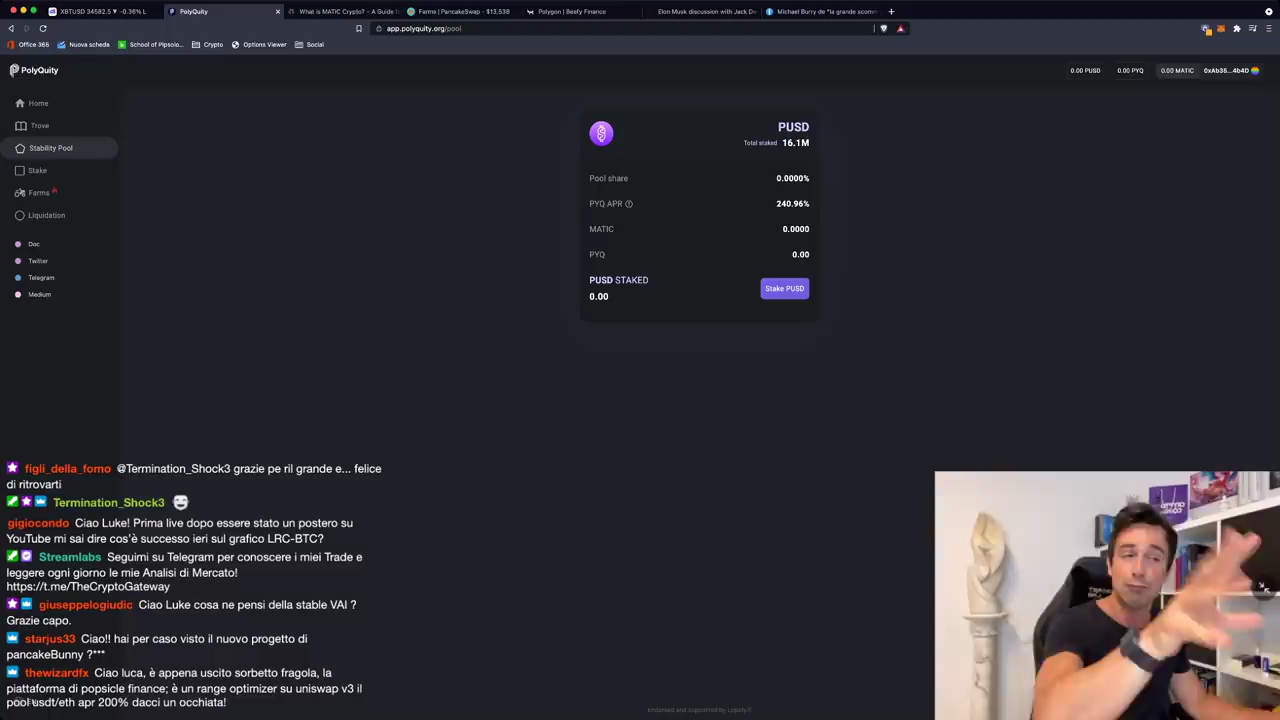 XBTUSD 34582.5 ▼ -0.36% L
PolyQuity
What is MATIC Crypto? – A Guide
Farms | PancakeSwap - $13,538
Polygon | Beefy Finance
Elon Musk discussion with Jack Do
Michael Burry de "la grande scomm
app.polyquity.org/pool
Office 365
Nuova scheda
School of Pipsolo...
Crypto
Options Viewer
Social
PolyQuity
0.00 PUSD
0.00 PYQ
0.00 MATIC
0xAb35...4b4D
Home
Trove
Stability Pool
Stake
Farms
Liquidation
Doc
Twitter
Telegram
Medium
PUSD
Total staked 16.1M
Pool share 0.0000%
PYQ APR 240.96%
MATIC 0.0000
PYQ 0.00
PUSD STAKED
0.00
Stake PUSD
figli_della_fomo @Termination_Shock3 grazie pe ril grande e... felice
di ritrovarti
Termination_Shock3
gigiocondo Ciao Luke! Prima live dopo essere stato un postero su
YouTube mi sai dire cos'è successo ieri sul grafico LRC-BTC?
Streamlabs Seguimi su Telegram per conoscere i miei Trade e
leggere ogni giorno le mie Analisi di Mercato!
https://t.me/TheCryptoGateway
giuseppelogiudic Ciao Luke cosa ne pensi della stable VAI ?
Grazie capo.
starjus33 Ciao!! hai per caso visto il nuovo progetto di
pancakeBunny ?***
thewizardfx Ciao luca, è appena uscito sorbetto fragola, la
piattaforma di popsicle finance; è un range optimizer su uniswap v3 il
pool usdt/eth apr 200% dacci un occhiata!